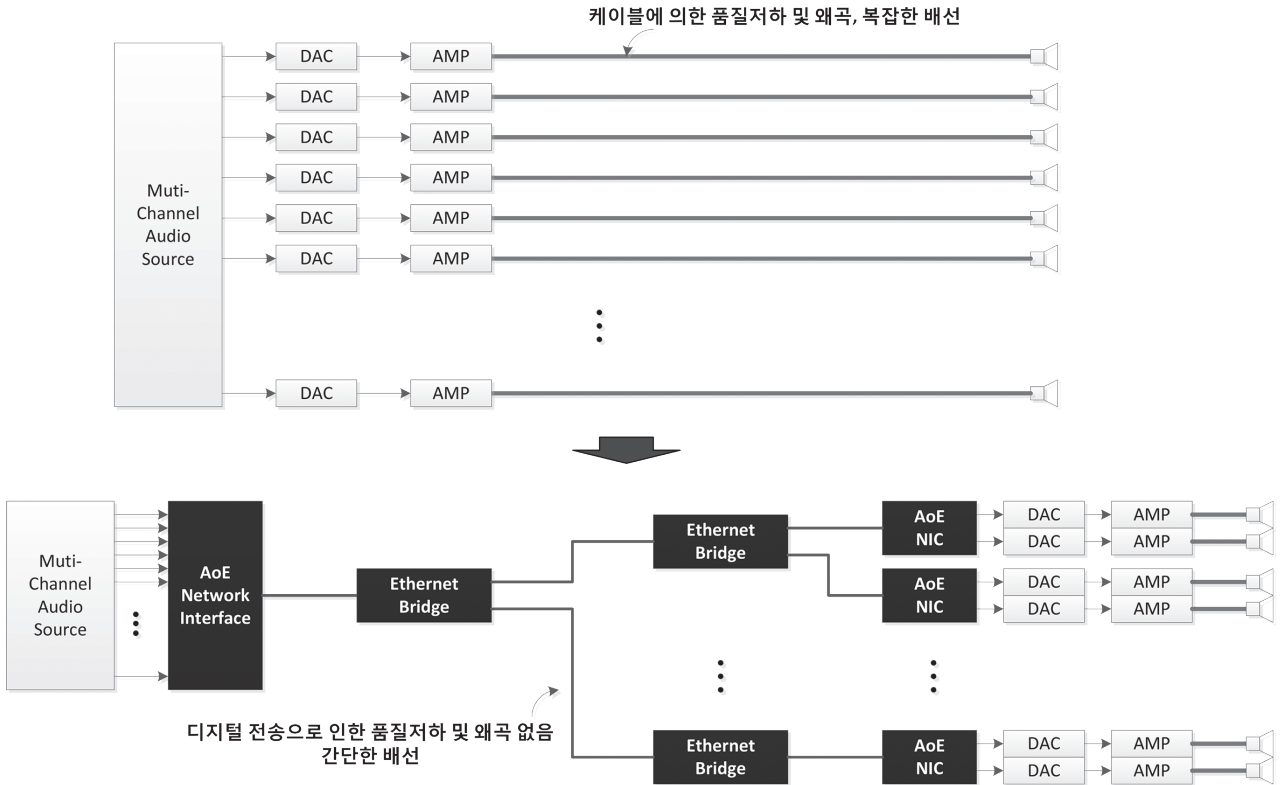 케이블에 의한 품질저하 및 왜곡, 복잡한 배선
Muti-
Channel
Audio
Source
DAC AMP
DAC AMP
DAC AMP
DAC AMP
DAC AMP
DAC AMP
DAC AMP
Muti-
Channel
Audio
Source
AoE
Network
Interface
Ethernet
Bridge
Ethernet
Bridge
AoE
NIC
DAC AMP
DAC AMP
AoE
NIC
DAC AMP
DAC AMP
디지털 전송으로 인한 품질저하 및 왜곡 없음
간단한 배선
Ethernet
Bridge
AoE
NIC
DAC AMP
DAC AMP